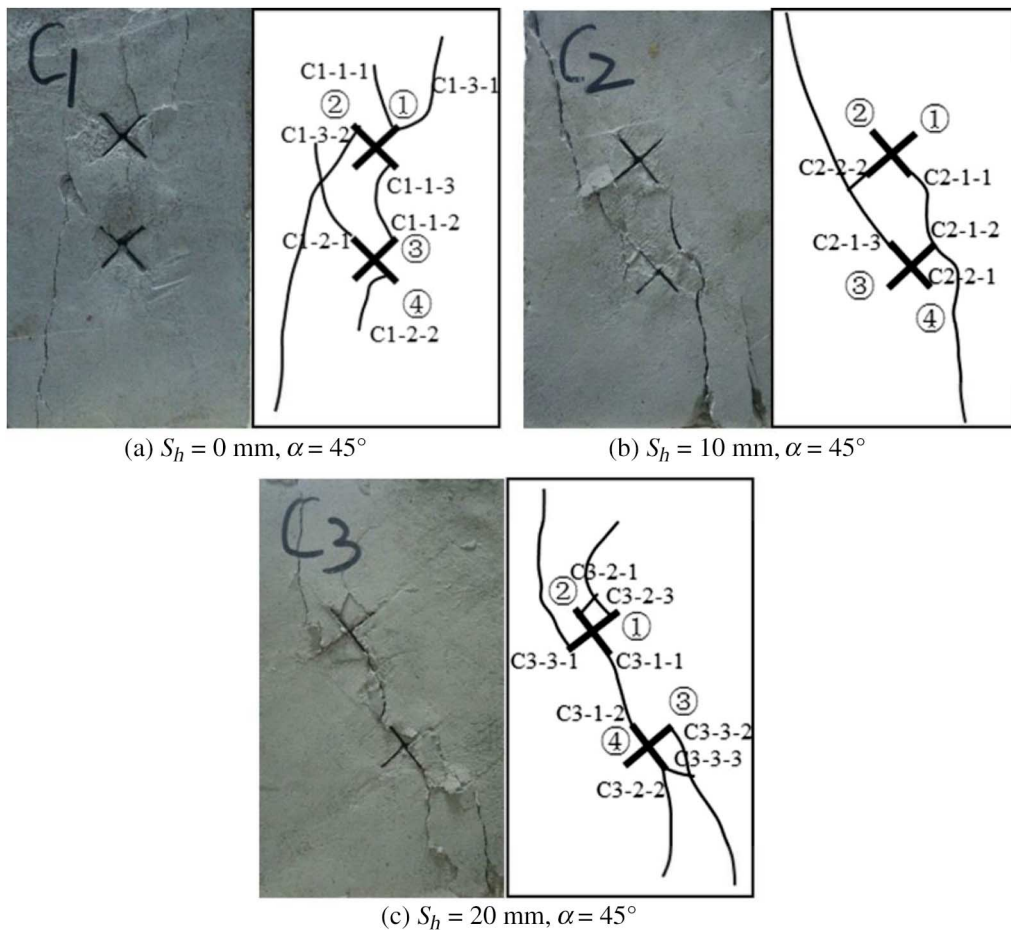 C1
C1-1-1
C1-3-1
②
①
C1-3-2
C1-1-3
C1-1-2
C1-2-1
③
④
C1-2-2
(a) Sₕ = 0 mm, α = 45°
C2
②
①
C2-2-2
C2-1-1
C2-1-2
C2-1-3
C2-2-1
③
④
(b) Sₕ = 10 mm, α = 45°
C3
C3-2-1
②
C3-2-3
①
C3-3-1
C3-1-1
C3-1-2
③
④
C3-3-2
C3-3-3
C3-2-2
(c) Sₕ = 20 mm, α = 45°